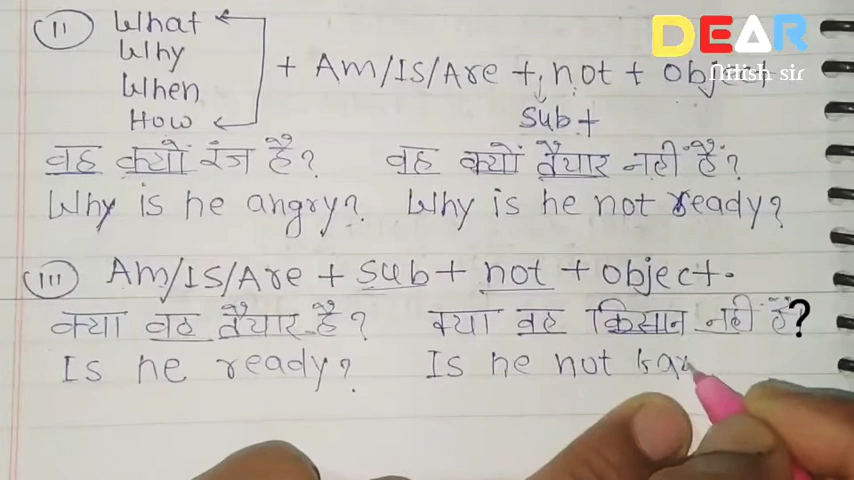 DEAR
Nitish sir
II What
Why
When
How
+ Am/Is/Are + not + object
Sub +
वह क्यों रंज है? वह क्यों तैयार नहीं है?
Why is he angry? Why is he not ready?
III Am/Is/Are + sub + not + object.
क्या वह तैयार है? क्या वह किसान नहीं है?
Is he ready? Is he not